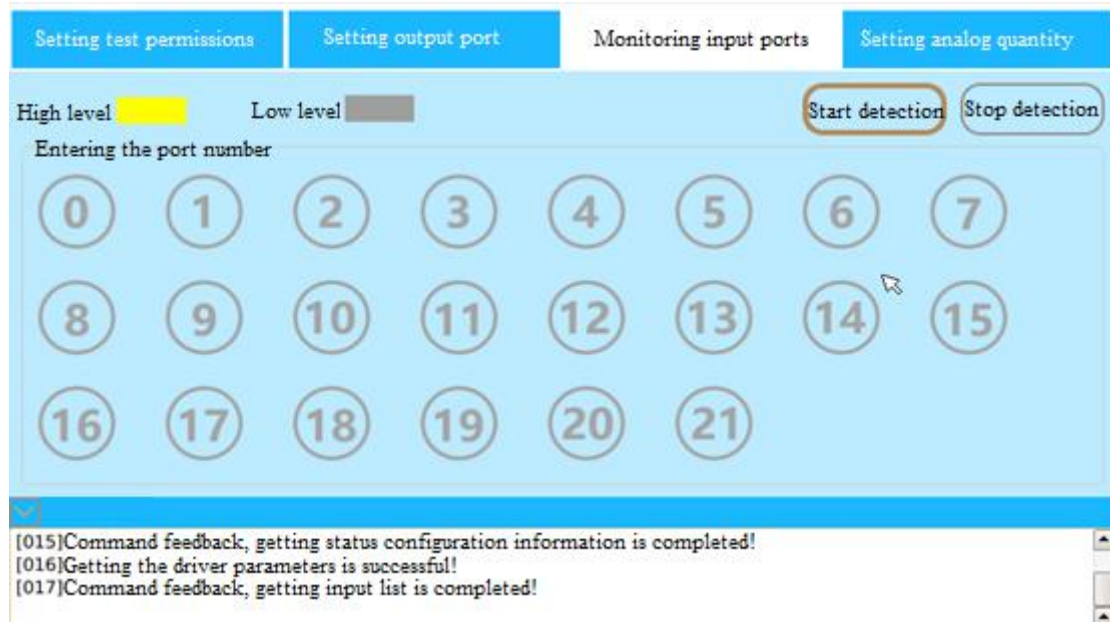 Setting test permissions Setting output port Monitoring input ports Setting analog quantity
High level Low level Start detection Stop detection
Entering the port number
0 1 2 3 4 5 6 7
8 9 10 11 12 13 14 15
16 17 18 19 20 21
[015]Command feedback, getting status configuration information is completed!
[016]Getting the driver parameters is successful!
[017]Command feedback, getting input list is completed!